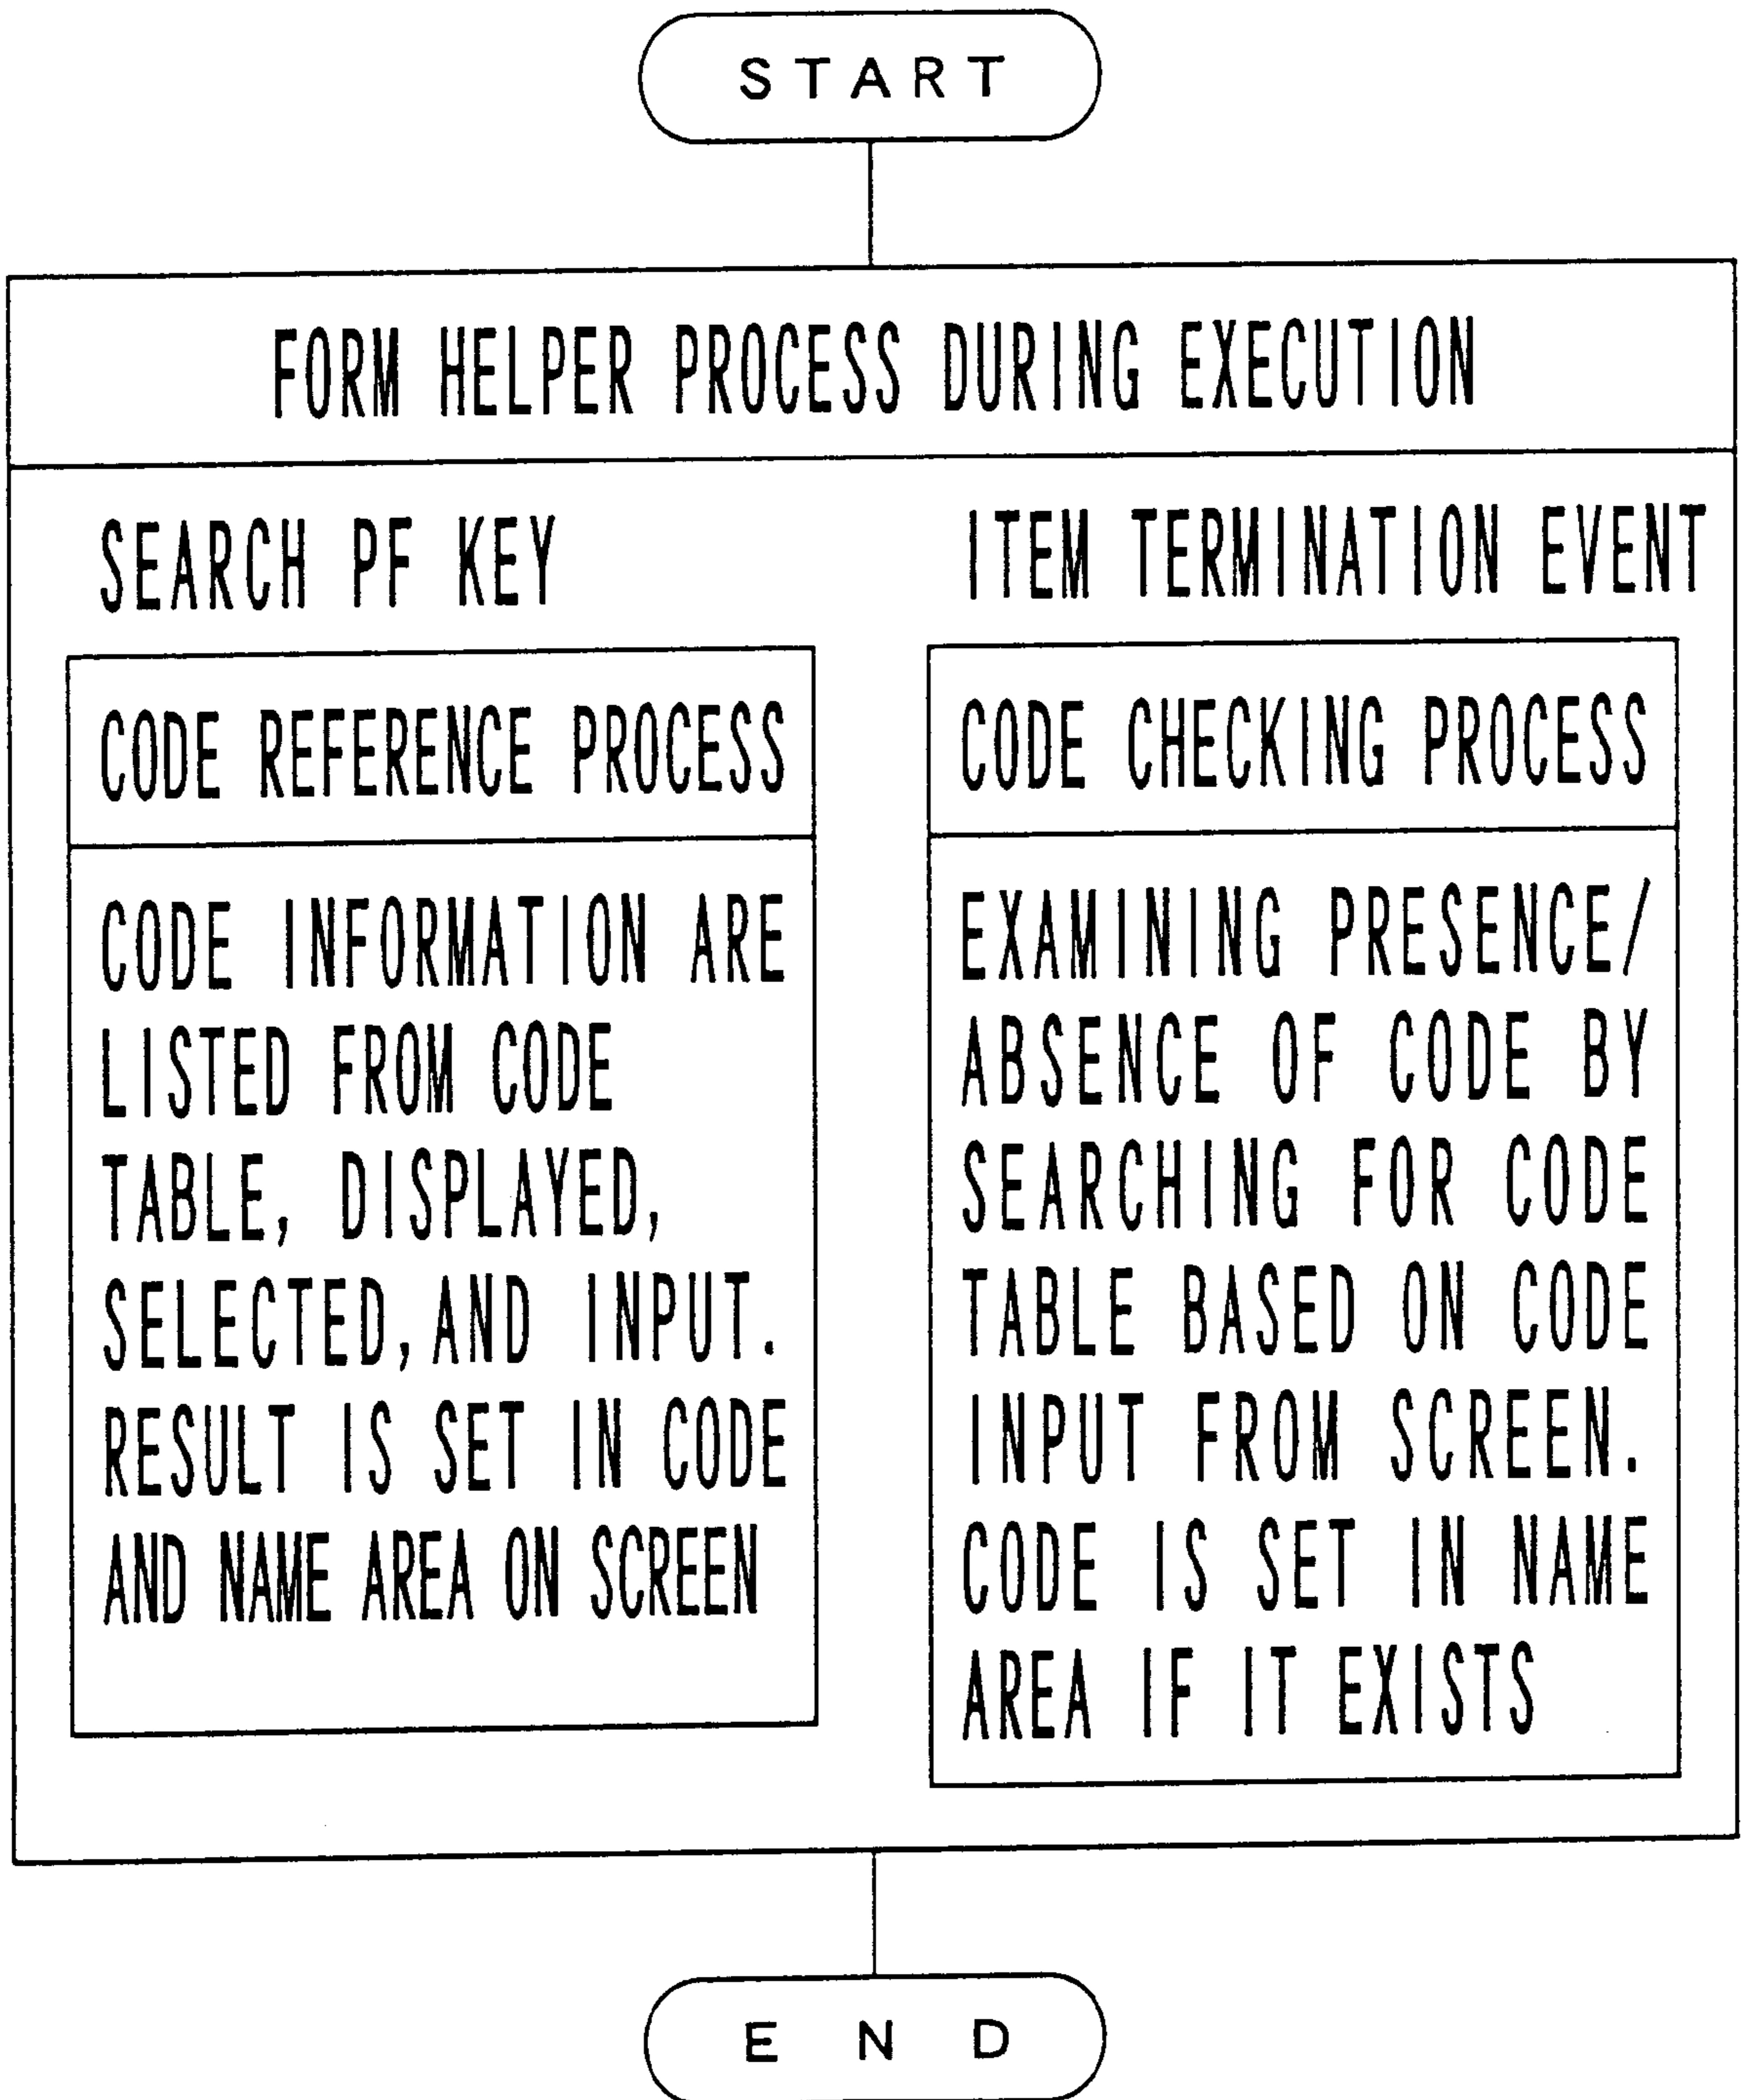 START
FORM HELPER PROCESS DURING EXECUTION
SEARCH PF KEY
CODE REFERENCE PROCESS
CODE INFORMATION ARE
LISTED FROM CODE
TABLE, DISPLAYED,
SELECTED, AND INPUT.
RESULT IS SET IN CODE
AND NAME AREA ON SCREEN
ITEM TERMINATION EVENT
CODE CHECKING PROCESS
EXAMINING PRESENCE/
ABSENCE OF CODE BY
SEARCHING FOR CODE
TABLE BASED ON CODE
INPUT FROM SCREEN.
CODE IS SET IN NAME
AREA IF IT EXISTS
END